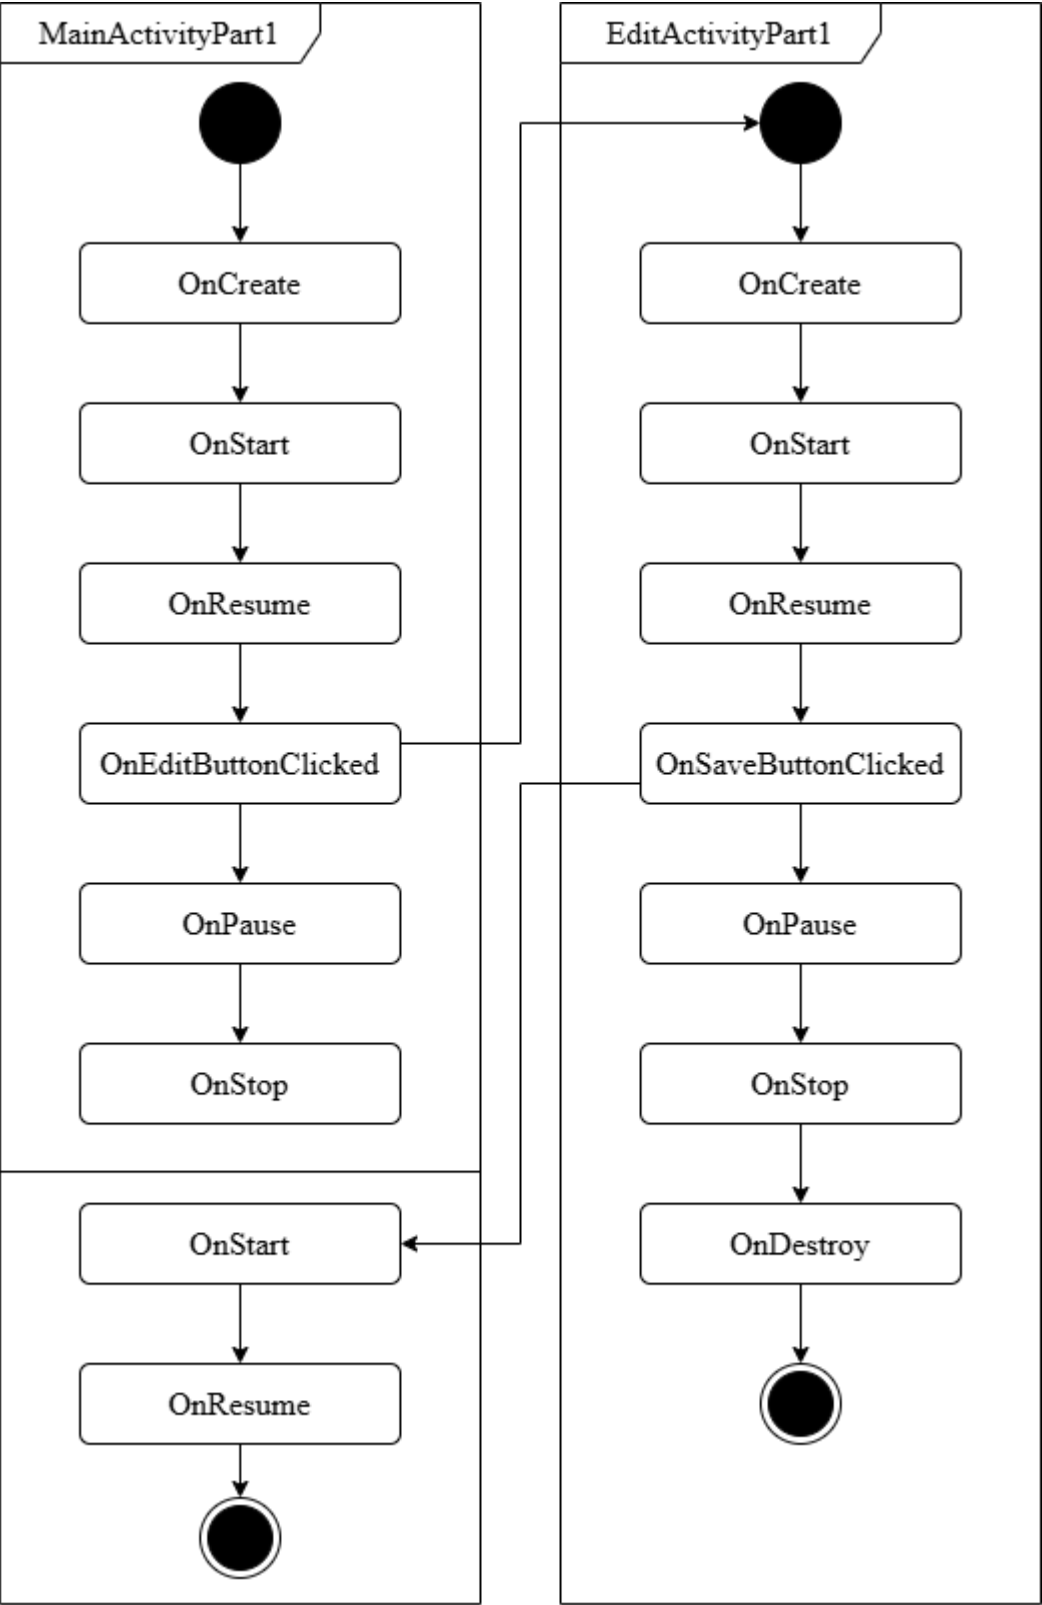 MainActivityPart1
OnCreate
OnStart
OnResume
OnEditButtonClicked
OnPause
OnStop
OnStart
OnResume
EditActivityPart1
OnCreate
OnStart
OnResume
OnSaveButtonClicked
OnPause
OnStop
OnDestroy